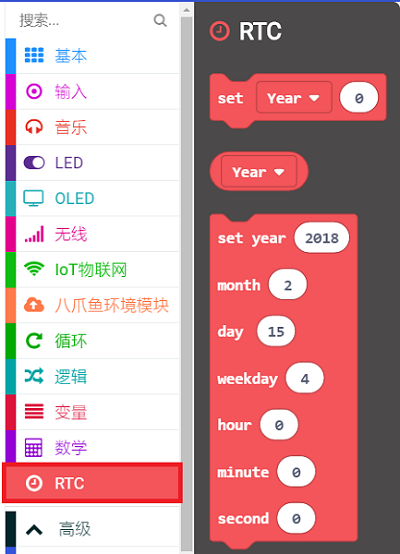 搜索...
基本
输入
音乐
LED
OLED
无线
IoT物联网
八爪鱼环境模块
循环
逻辑
变量
数学
RTC
高级
RTC
set Year 0
Year
set year 2018
month 2
day 15
weekday 4
hour 0
minute 0
second 0